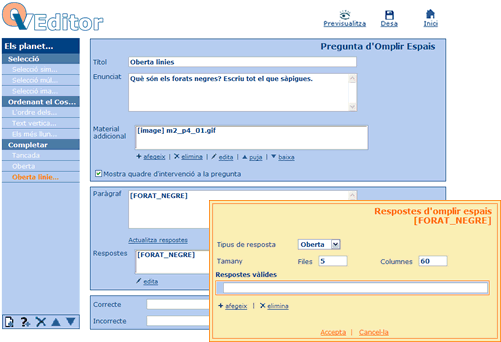 QVEditor
Previsualitza Desa Inici
Els planet...
Selecció
Selecció sim...
Selecció múl...
Selecció ima...
Ordenant el Cos...
L'ordre dels...
Text vertica...
Els més llun...
Completar
Tancada
Oberta
Oberta linie...
Pregunta d'Omplir Espais
Títol Oberta linies
Enunciat Què són els forats negres? Escriu tot el que sàpigues.
Material addicional [image] m2_p4_01.gif
afegeix | elimina | edita | puja | baixa
Mostra quadre d'intervenció a la pregunta
Paràgraf [FORAT_NEGRE]
Actualitza respostes
Respostes [FORAT_NEGRE]
edita
Correcte
Incorrecte
Respostes d'omplir espais
[FORAT_NEGRE]
Tipus de resposta Oberta
Tamany Files 5 Columnes 60
Respostes vàlides
afegeix | elimina
Accepta | Cancel·la